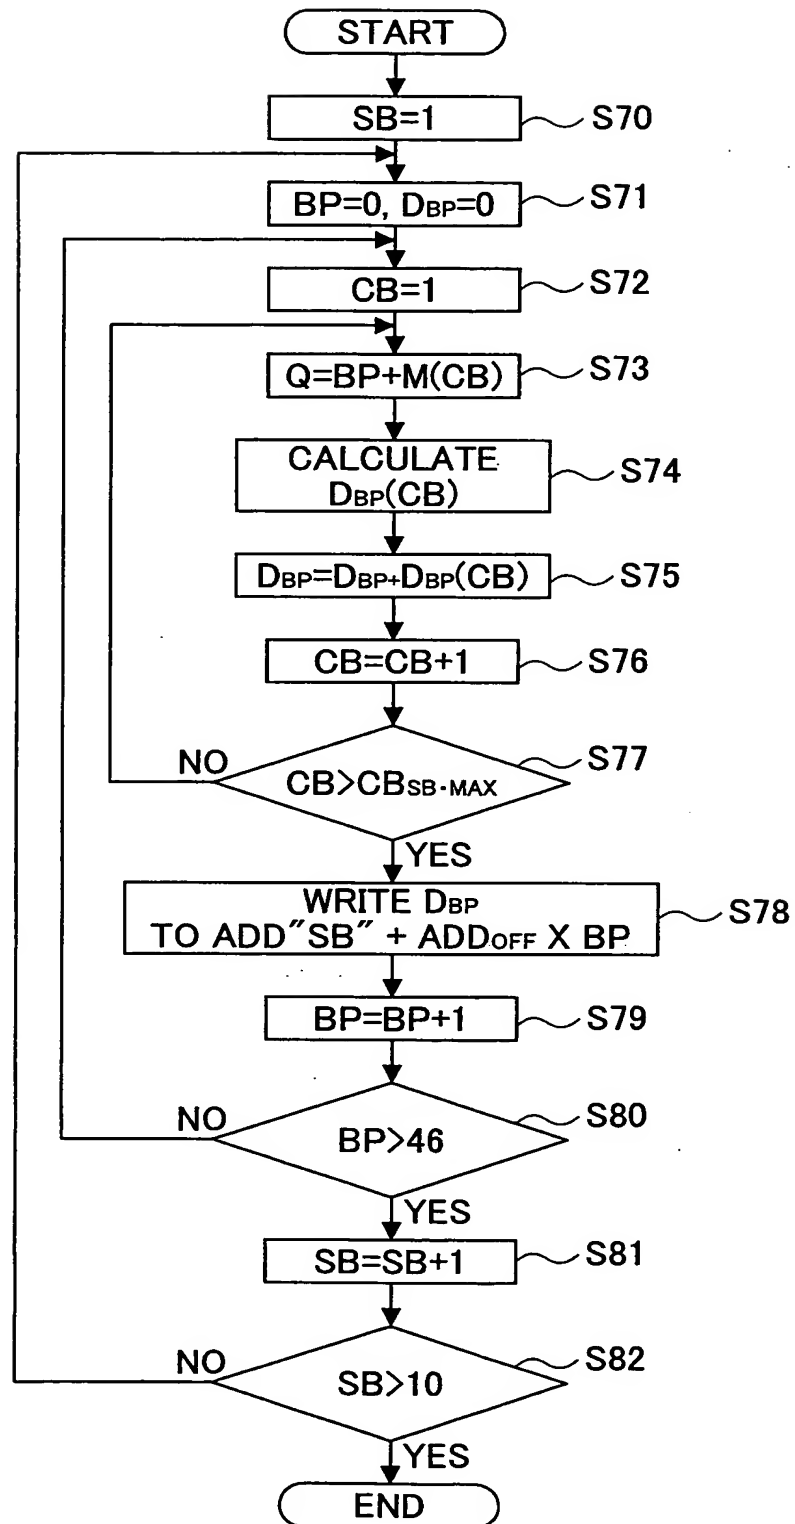 START
SB=1 S70
BP=0, DBP=0 S71
CB=1 S72
Q=BP+M(CB) S73
CALCULATE
DBP(CB) S74
DBP=DBP+DBP(CB) S75
CB=CB+1 S76
NO CB>CBSB·MAX S77
YES
WRITE DBP
TO ADD"SB" + ADDOFF X BP S78
BP=BP+1 S79
NO BP>46 S80
YES
SB=SB+1 S81
NO SB>10 S82
YES
END